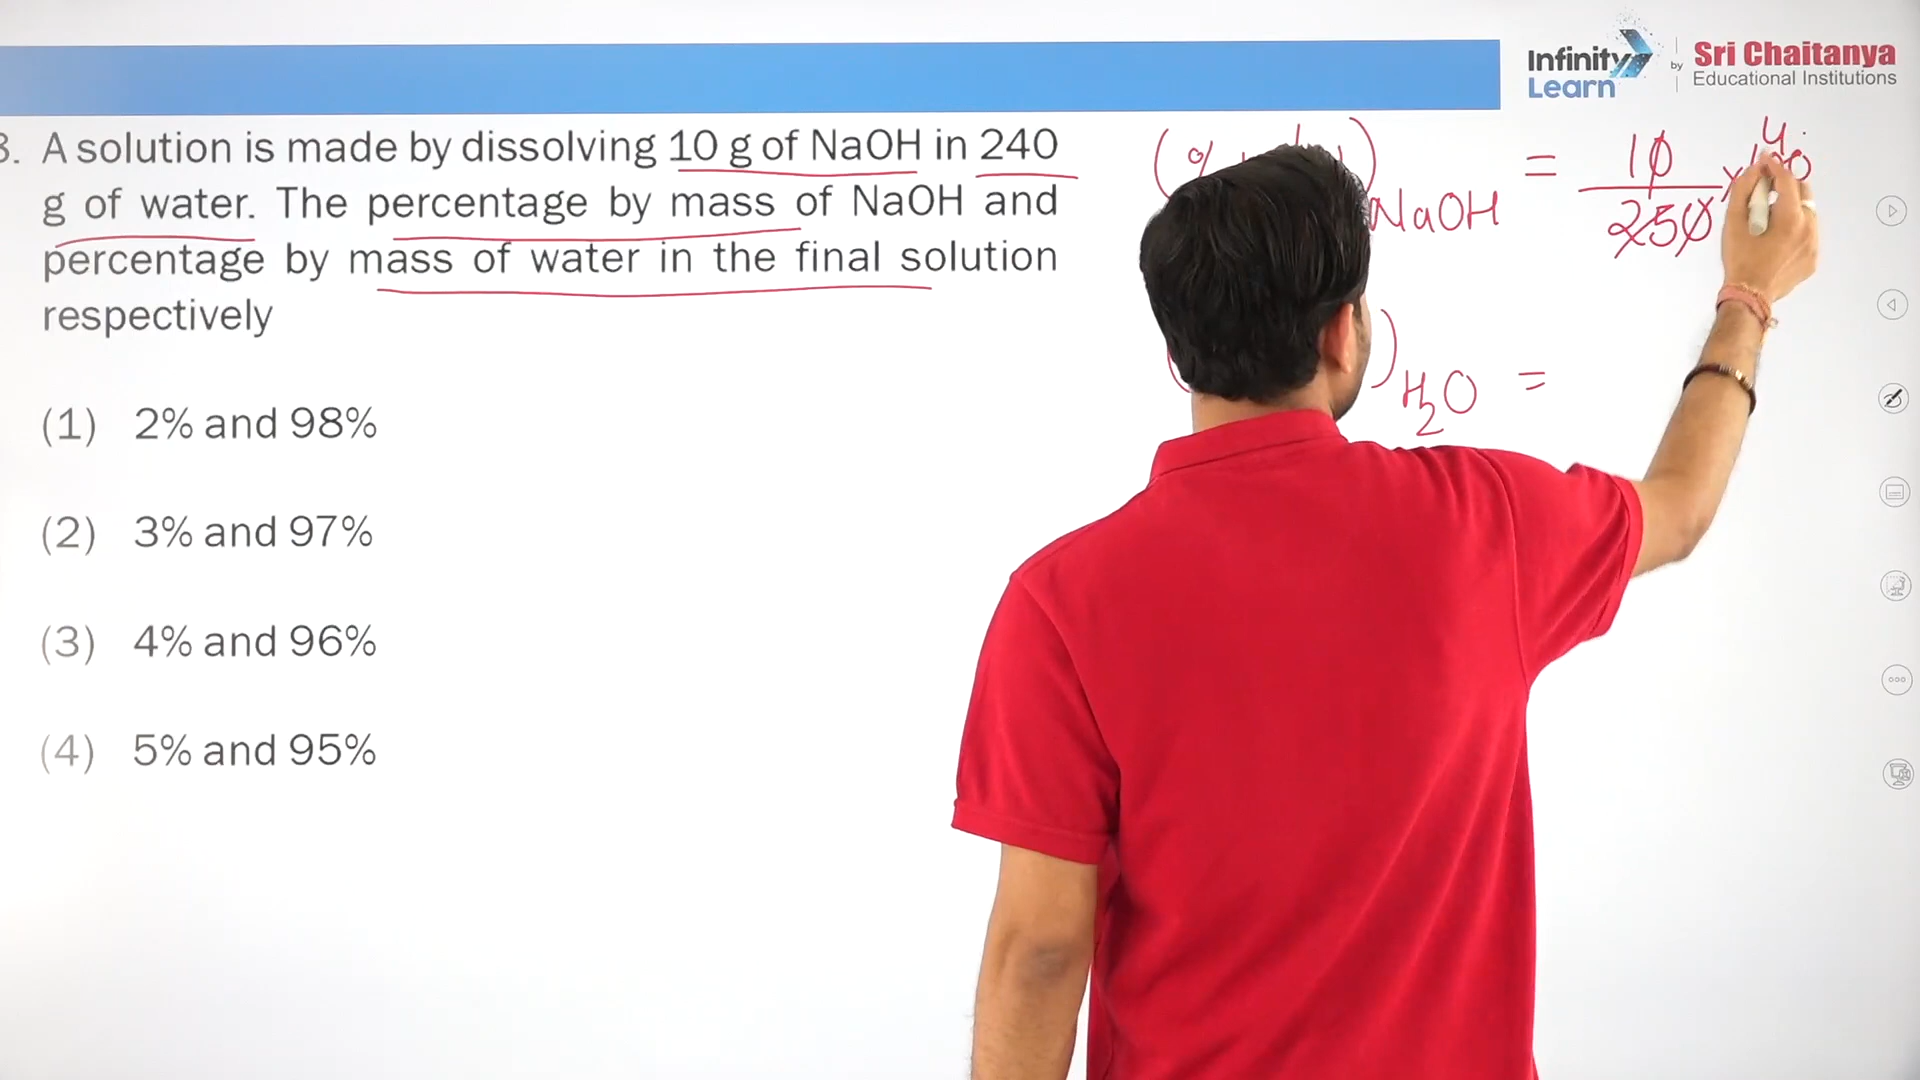 Infinity Learn by Sri Chaitanya Educational Institutions
3. A solution is made by dissolving 10 g of NaOH in 240
g of water. The percentage by mass of NaOH and
percentage by mass of water in the final solution
respectively
(1) 2% and 98%
(2) 3% and 97%
(3) 4% and 96%
(4) 5% and 95%
NaOH = 10
250
4
× 100
H2O =